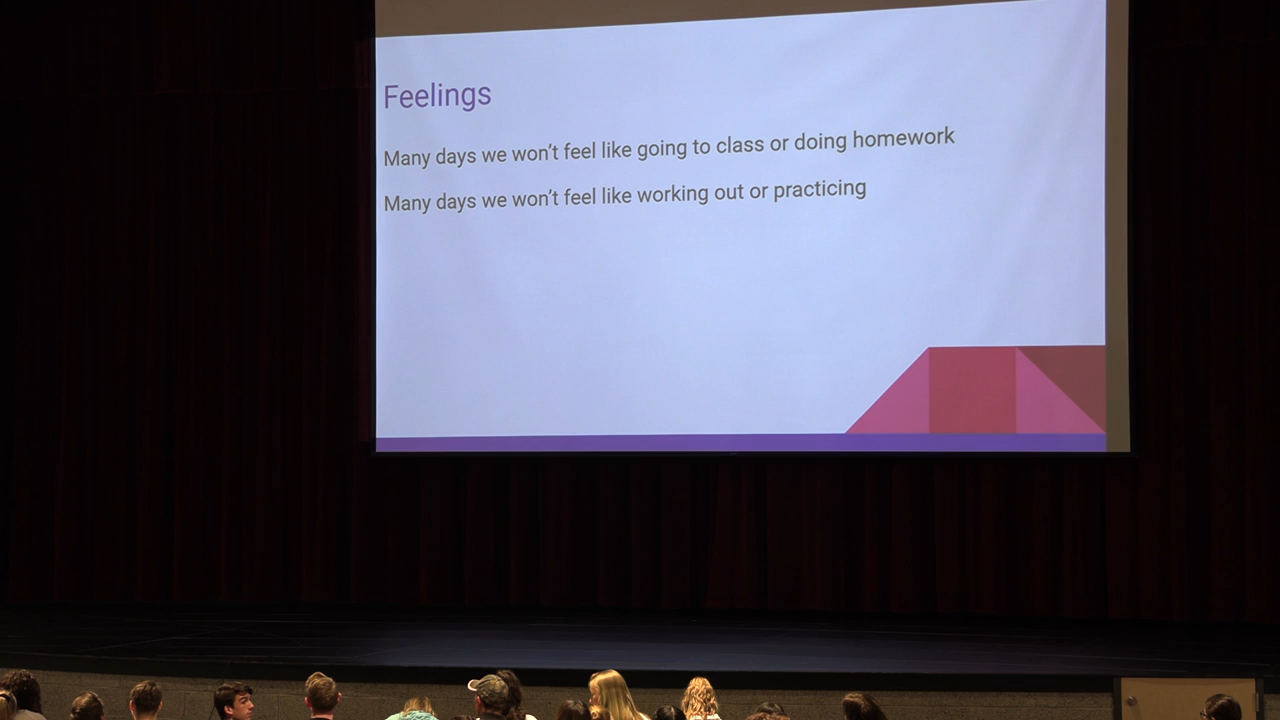 Feelings
Many days we won’t feel like going to class or doing homework
Many days we won’t feel like working out or practicing